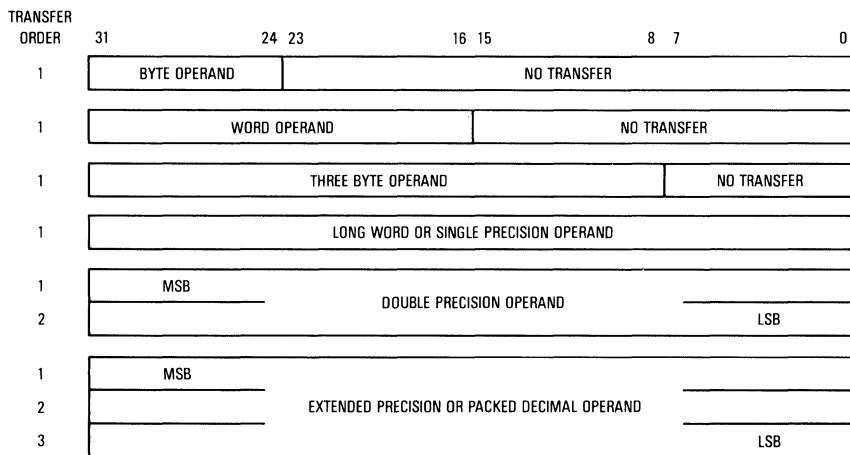 TRANSFER
ORDER 31 24 23 16 15 8 7 0
1 BYTE OPERAND NO TRANSFER
1 WORD OPERAND NO TRANSFER
1 THREE BYTE OPERAND NO TRANSFER
1 LONG WORD OR SINGLE PRECISION OPERAND
1 MSB
DOUBLE PRECISION OPERAND
2 LSB
1 MSB
2 EXTENDED PRECISION OR PACKED DECIMAL OPERAND
3 LSB